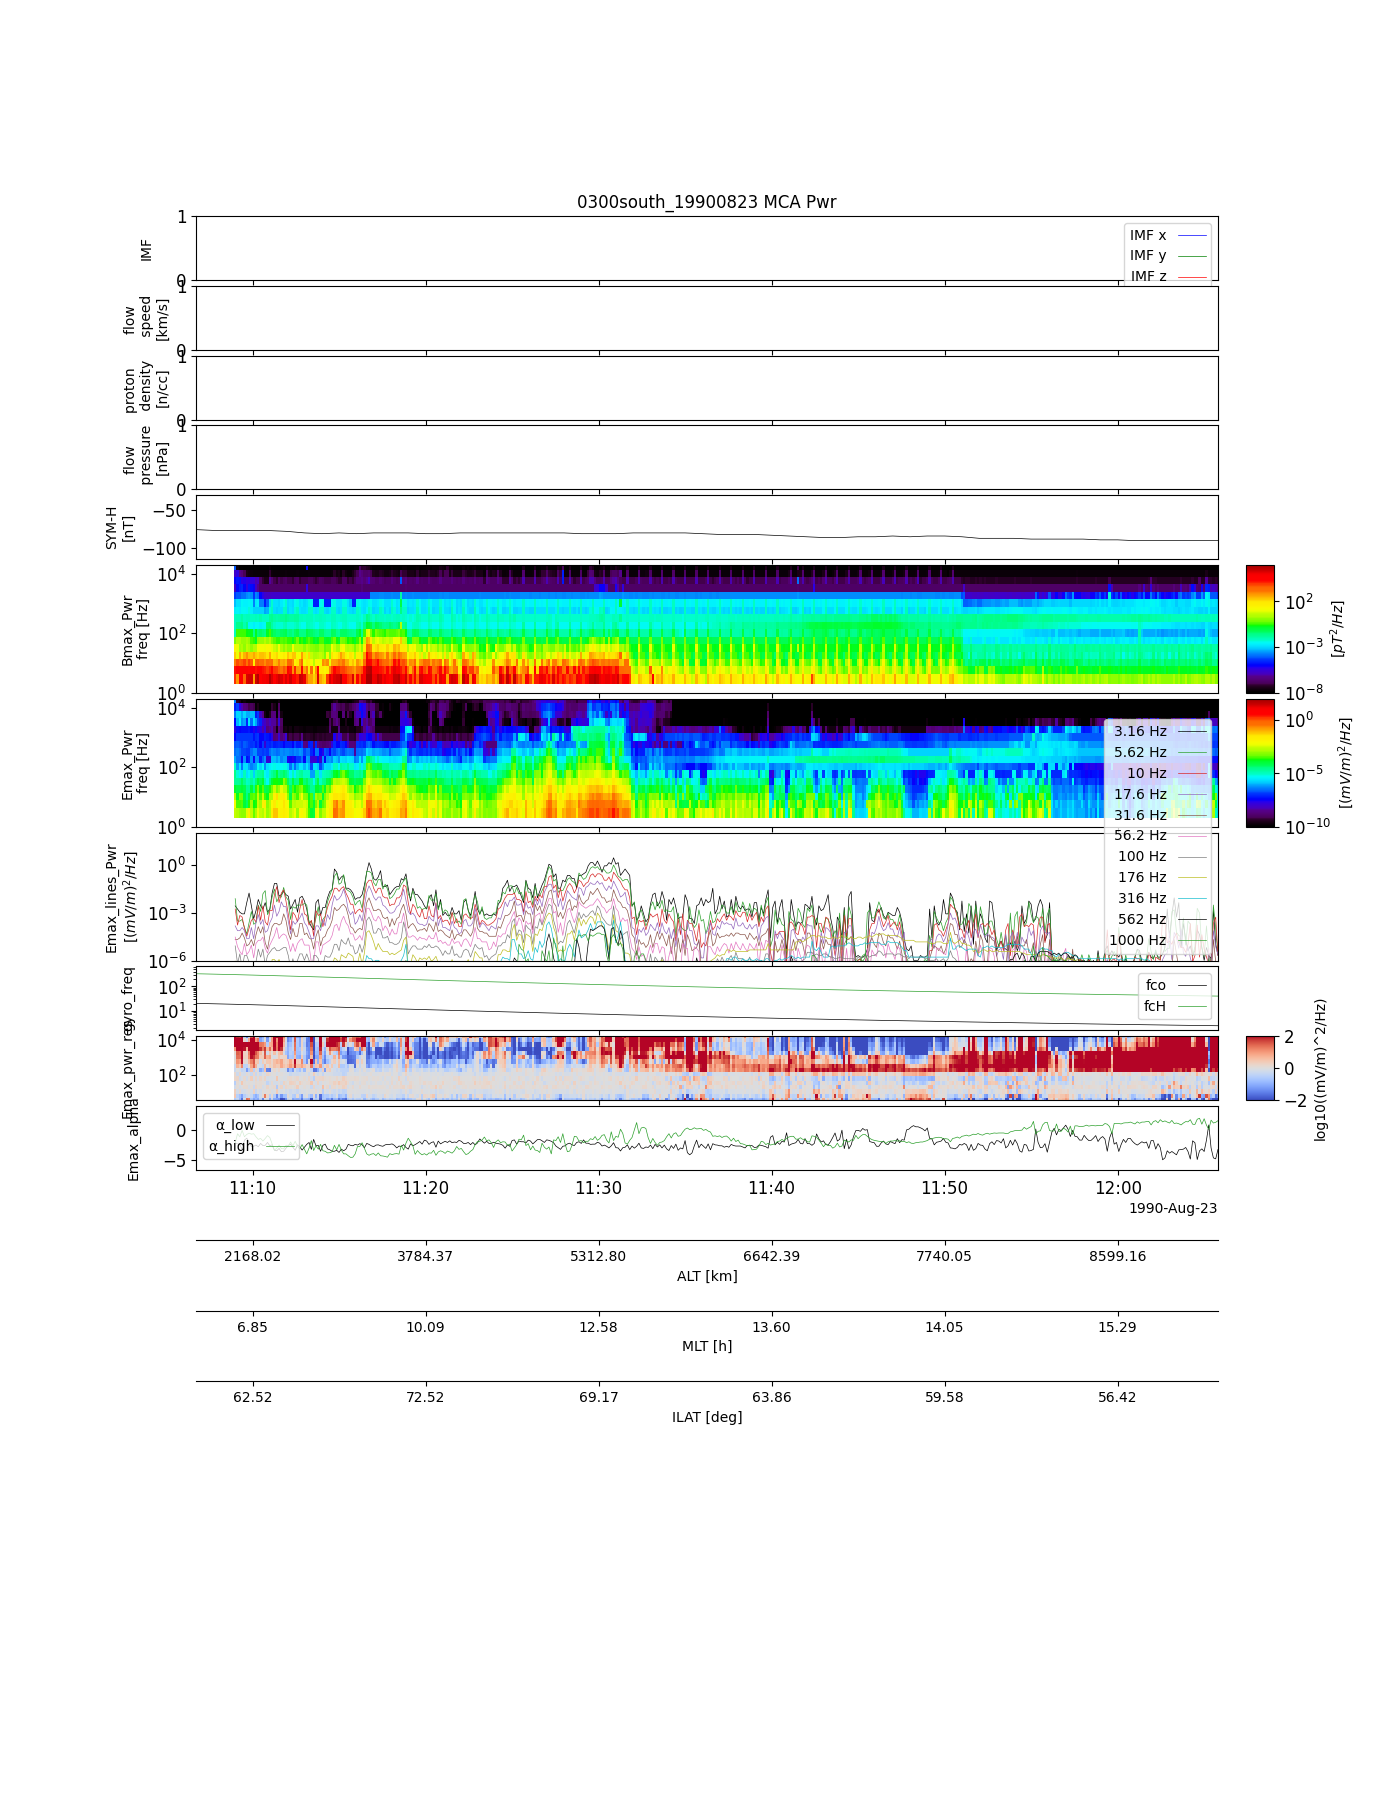 0300south_19900823 MCA Pwr
1
0
IMF
IMF x
IMF y
IMF z
1
0
flow
speed
[km/s]
1
0
proton
density
[n/cc]
1
0
flow
pressure
[nPa]
−50
−100
SYM-H
[nT]
10^4
10^2
10^0
Bmax_Pwr
freq [Hz]
10^2
10^−3
10^−8
[pT^2/Hz]
10^4
10^2
10^0
Emax_Pwr
freq [Hz]
10^0
10^−5
10^−10
[(mV/m)^2/Hz]
3.16 Hz
5.62 Hz
10 Hz
17.6 Hz
31.6 Hz
56.2 Hz
100 Hz
176 Hz
316 Hz
562 Hz
1000 Hz
10^0
10^−3
10^−6
Emax_lines_Pwr
[(mV/m)^2/Hz]
10^2
10^1
gyro_freq
fco
fcH
10^4
10^2
Emax_pwr_reg
2
0
−2
log10((mV/m)^2/Hz)
0
−5
Emax_alpha
α_low
α_high
11:10 11:20 11:30 11:40 11:50 12:00
1990-Aug-23
2168.02 3784.37 5312.80 6642.39 7740.05 8599.16
ALT [km]
6.85 10.09 12.58 13.60 14.05 15.29
MLT [h]
62.52 72.52 69.17 63.86 59.58 56.42
ILAT [deg]